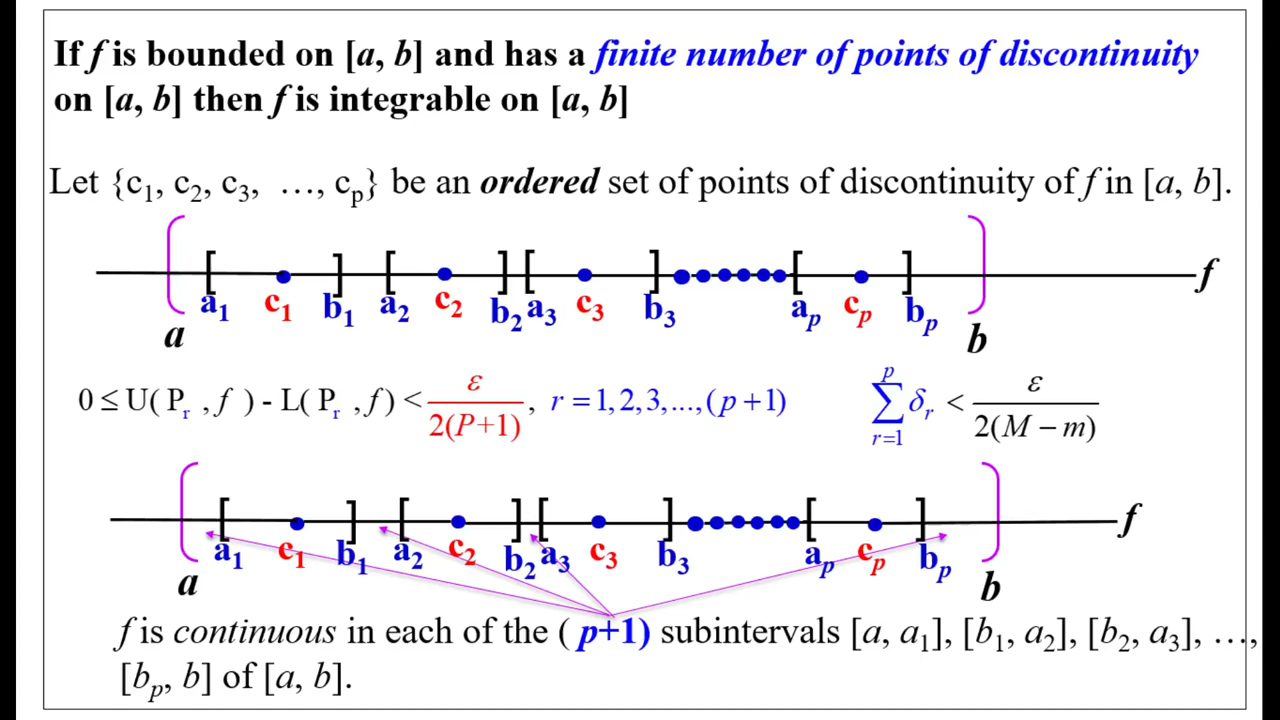 If f is bounded on [a, b] and has a finite number of points of discontinuity
on [a, b] then f is integrable on [a, b]
Let {c₁, c₂, c₃, …, cₚ} be an ordered set of points of discontinuity of f in [a, b].
[ ] [ ] [ ] [ ] f
a₁ c₁ b₁ a₂ c₂ b₂ a₃ c₃ b₃ aₚ cₚ bₚ
a b
0 ≤ U( Pᵣ , f ) - L( Pᵣ , f ) < ε/2(P+1) , r = 1,2,3,...,(p+1) ∑ᵣ₌₁ᵖ δᵣ < ε/2(M − m)
[ ] [ ] [ ] [ ] f
a₁ c₁ b₁ a₂ c₂ b₂ a₃ c₃ b₃ aₚ cₚ bₚ
a b
f is continuous in each of the ( p+1) subintervals [a, a₁], [b₁, a₂], [b₂, a₃], …,
[bₚ, b] of [a, b].